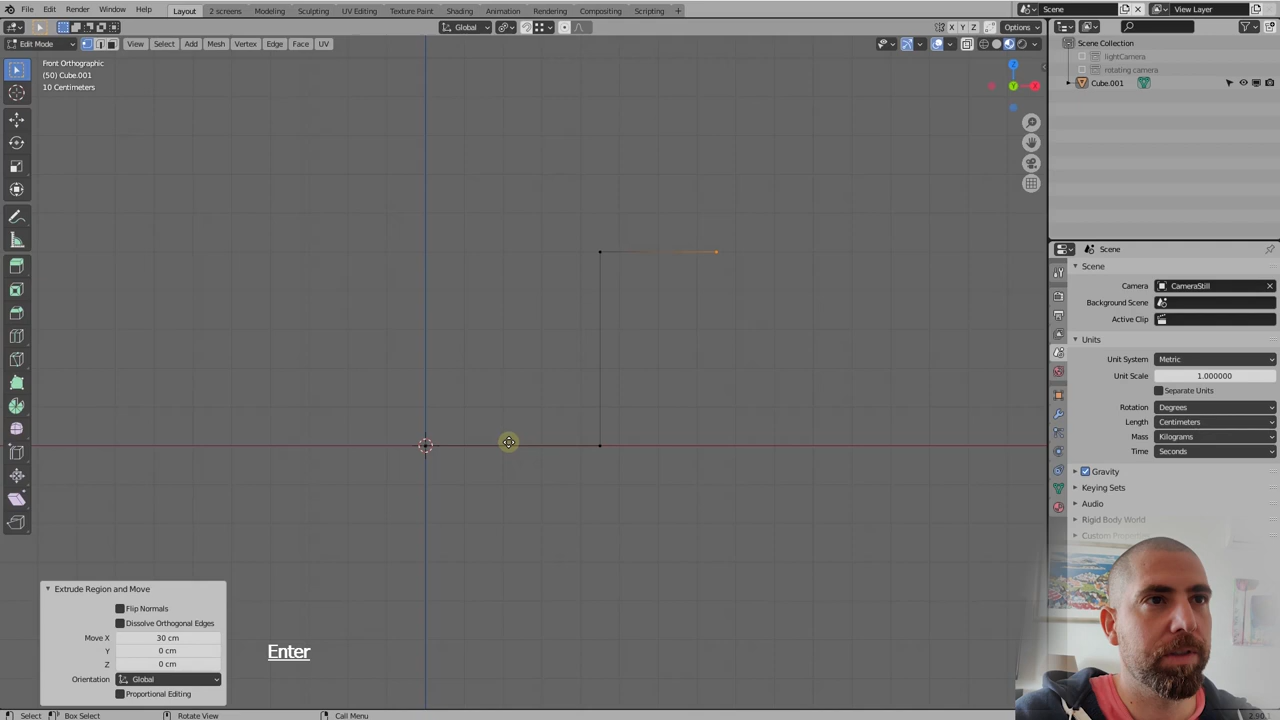 File Edit Render Window Help
Layout 2 screens Modeling Sculpting UV Editing Texture Paint Shading Animation Rendering Compositing Scripting +
Scene View Layer
Global X Y Z Options
Edit Mode View Select Add Mesh Vertex Edge Face UV
Front Orthographic
(50) Cube.001
10 Centimeters
Z
Y
Scene Collection
lightCamera
rotating camera
Cube.001
Scene
Scene
Camera CameraStill
Background Scene
Active Clip
Units
Unit System Metric
Unit Scale 1.000000
Separate Units
Rotation Degrees
Length Centimeters
Mass Kilograms
Time Seconds
Gravity
Keying Sets
Audio
Rigid Body World
Custom Properties
Extrude Region and Move
Flip Normals
Dissolve Orthogonal Edges
Move X 30 cm
Y 0 cm
Z 0 cm
Orientation Global
Proportional Editing
Enter
Select Box Select Rotate View Call Menu